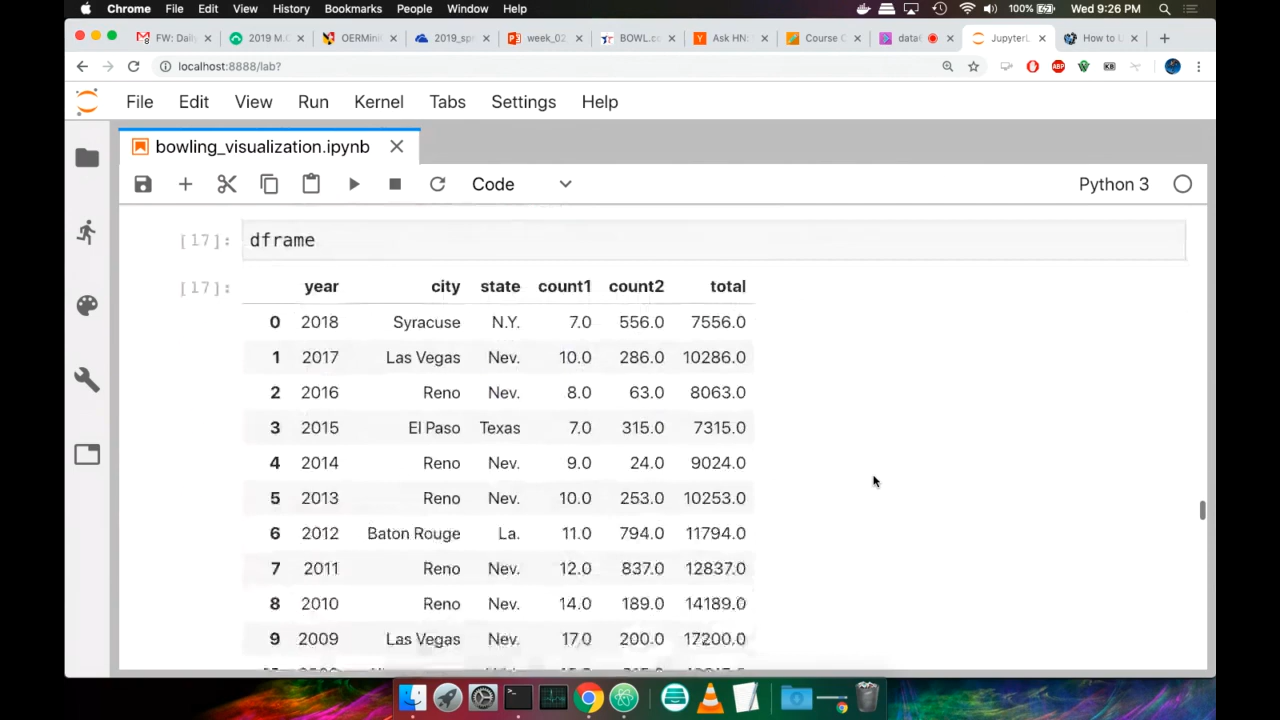 Chrome File Edit View History Bookmarks People Window Help 100% Wed 9:26 PM
FW: Daily 2019 M.C OERMini 2019_sp week_02. BOWL.co Ask HN: Course C data JupyterL How to U
localhost:8888/lab?
File Edit View Run Kernel Tabs Settings Help
bowling_visualization.ipynb
Code Python 3
[17]: dframe
[17]: year city state count1 count2 total
0 2018 Syracuse N.Y. 7.0 556.0 7556.0
1 2017 Las Vegas Nev. 10.0 286.0 10286.0
2 2016 Reno Nev. 8.0 63.0 8063.0
3 2015 El Paso Texas 7.0 315.0 7315.0
4 2014 Reno Nev. 9.0 24.0 9024.0
5 2013 Reno Nev. 10.0 253.0 10253.0
6 2012 Baton Rouge La. 11.0 794.0 11794.0
7 2011 Reno Nev. 12.0 837.0 12837.0
8 2010 Reno Nev. 14.0 189.0 14189.0
9 2009 Las Vegas Nev. 17.0 200.0 17200.0